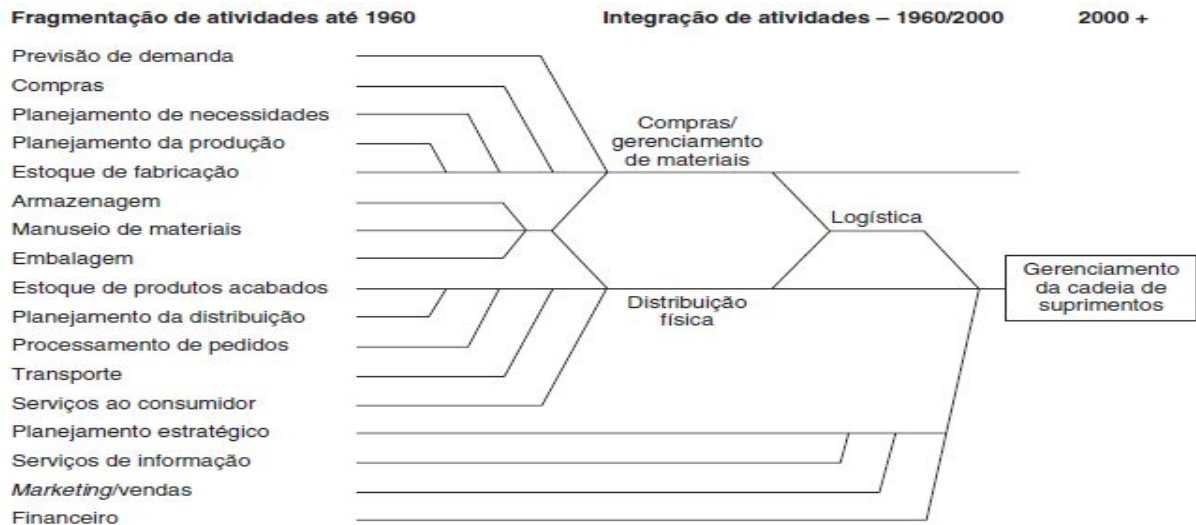 Fragmentação de atividades até 1960
Integração de atividades – 1960/2000
2000 +
Previsão de demanda
Compras
Planejamento de necessidades
Planejamento da produção
Estoque de fabricação
Armazenagem
Manuseio de materiais
Embalagem
Estoque de produtos acabados
Planejamento da distribuição
Processamento de pedidos
Transporte
Serviços ao consumidor
Planejamento estratégico
Serviços de informação
Marketing/vendas
Financeiro
Compras/
gerenciamento
de materiais
Distribuição
física
Logística
Gerenciamento
da cadeia de
suprimentos